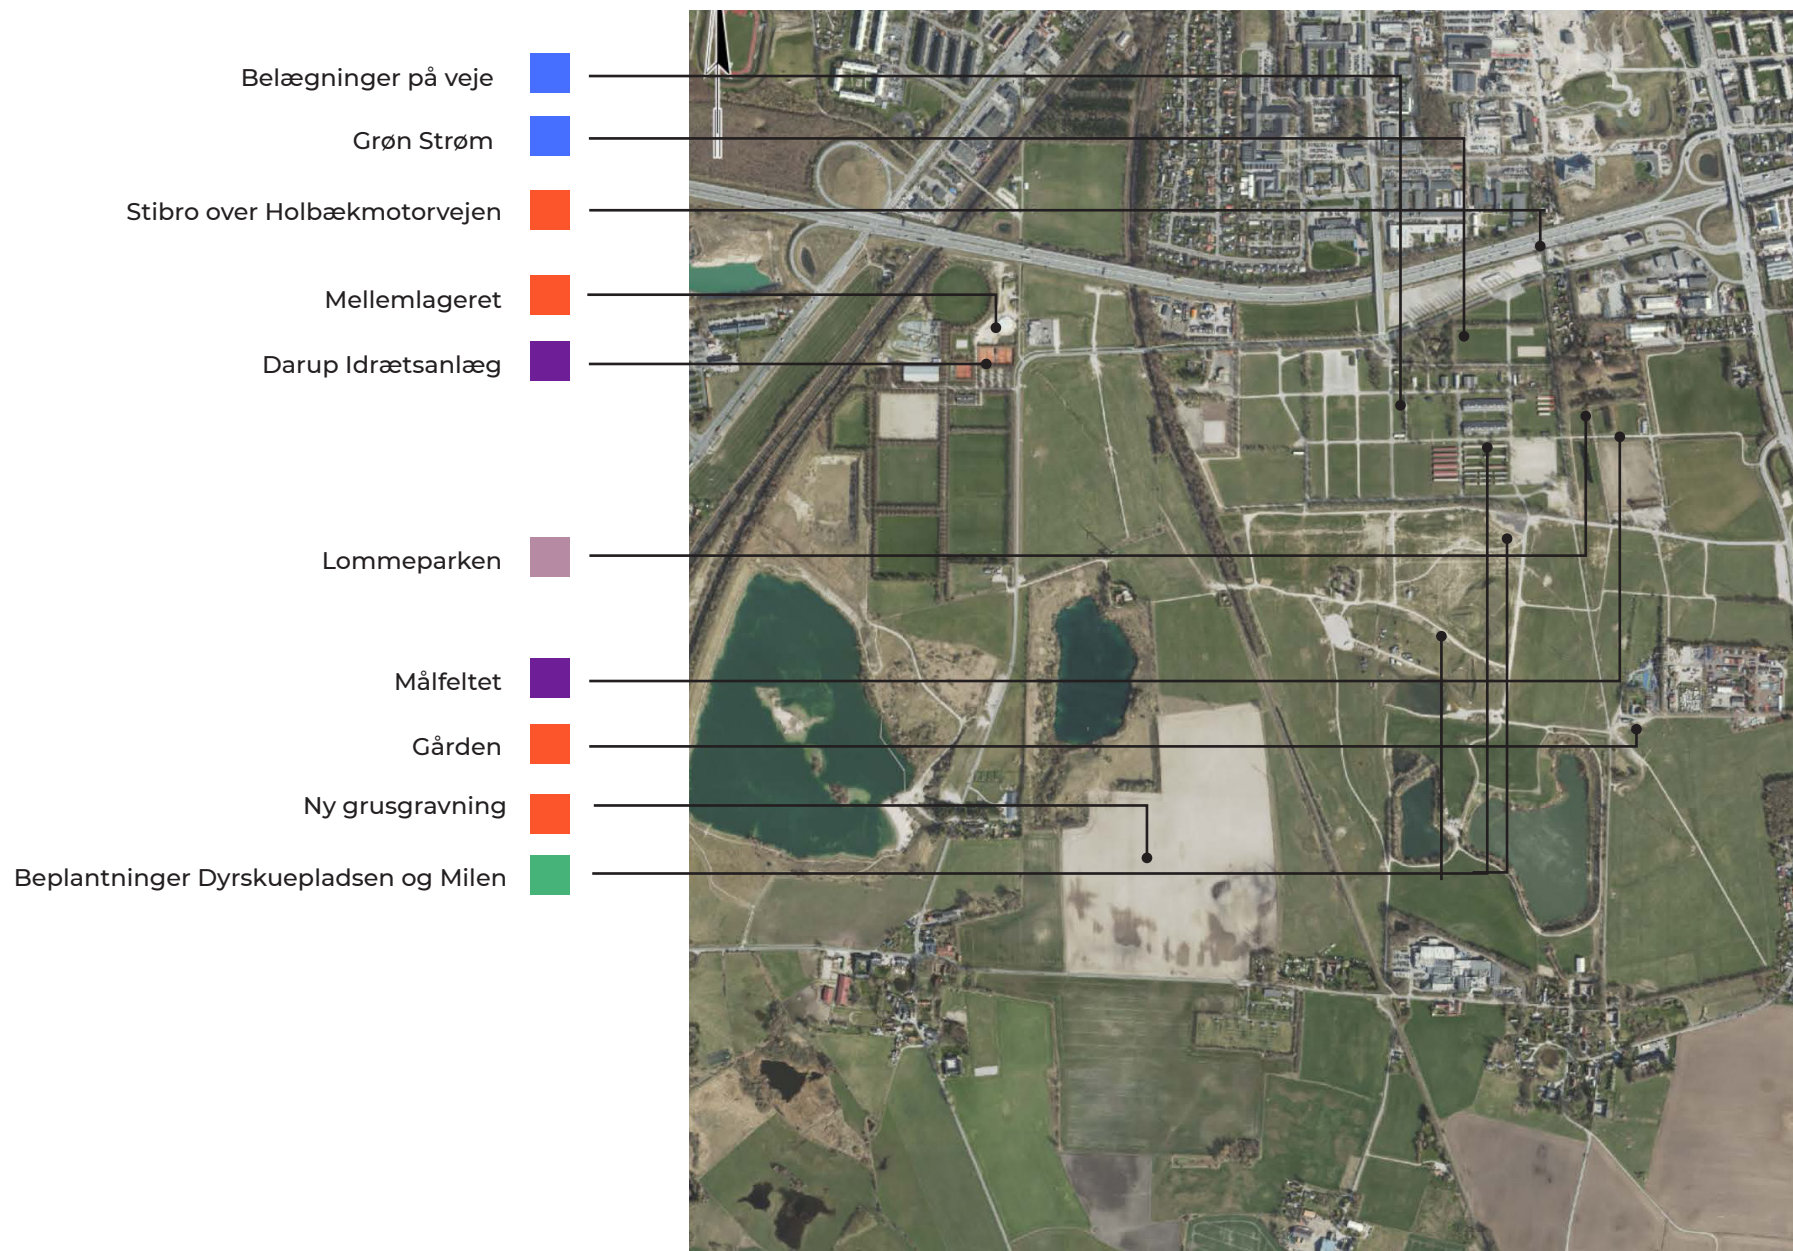 Belægninger på veje
Grøn Strøm
Stibro over Holbækmotorvejen
Mellemlageret
Darup Idrætsanlæg
Lommeparken
Målfeltet
Gården
Ny grusgravning
Beplantninger Dyrskuepladsen og Milen